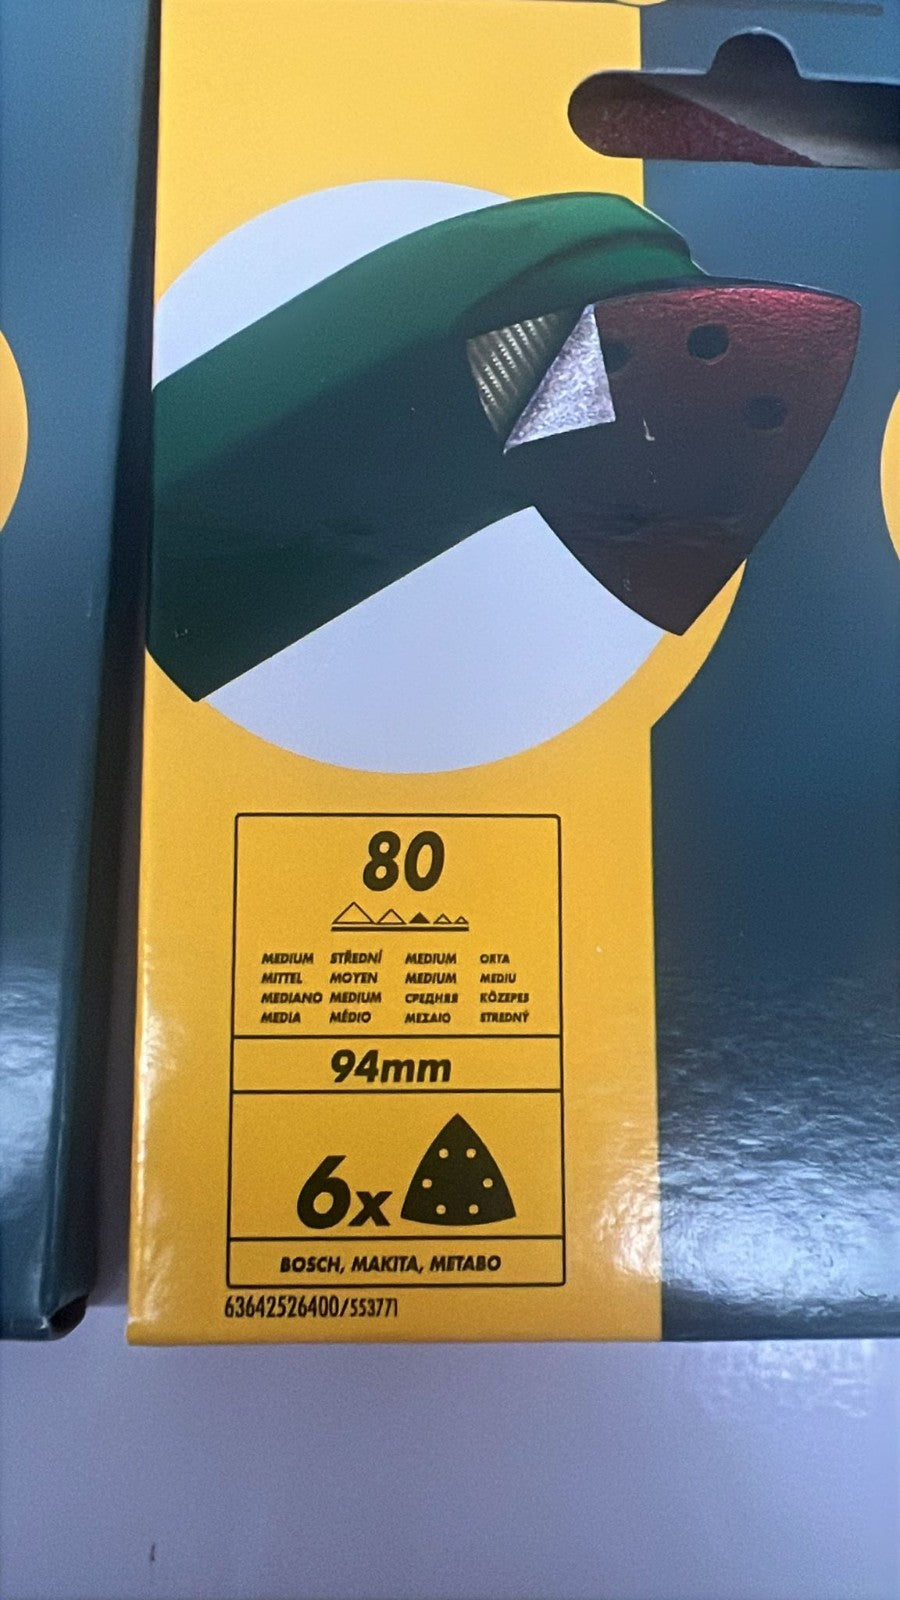 80
MEDIUM STŘEDNÍ MEDIUM ORTA
MITTEL MOYEN MEDIUM MEDIU
MEDIANO MEDIUM СРЕДНЯЯ KÖZEPES
MEDIA MÉDIO ΜΕΣΑΙΟ STREDNÝ
94mm
6x
BOSCH, MAKITA, METABO
63642526400/553771